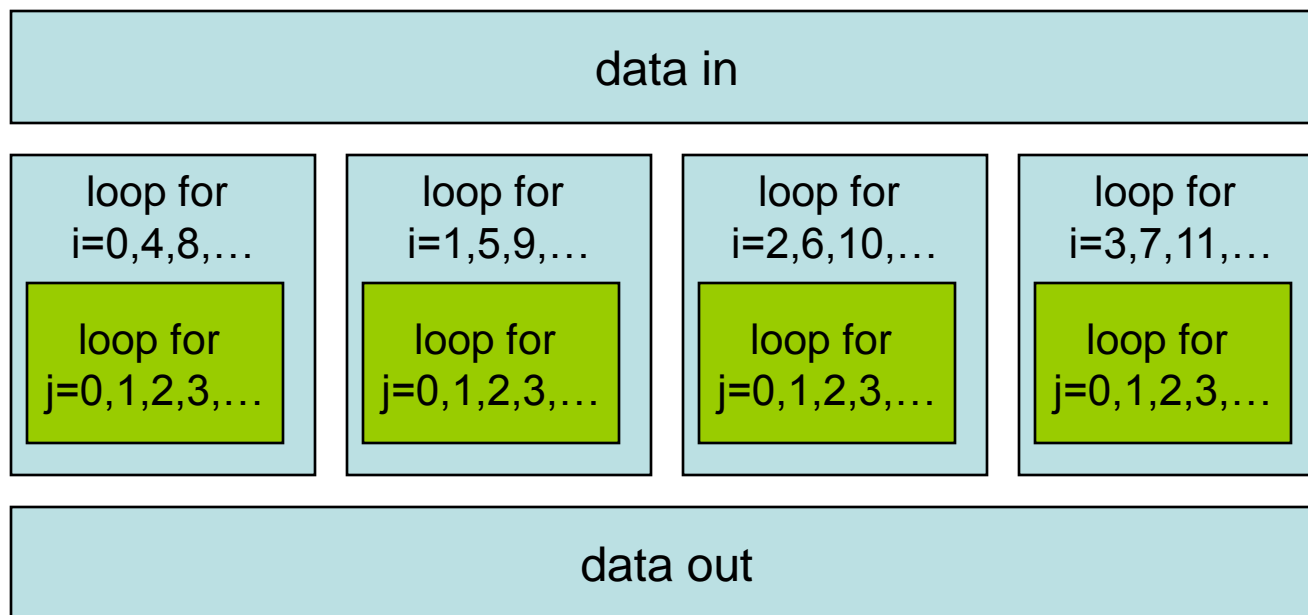 data in
loop for
i=0,4,8,…
loop for
j=0,1,2,3,…
loop for
i=1,5,9,…
loop for
j=0,1,2,3,…
loop for
i=2,6,10,…
loop for
j=0,1,2,3,…
loop for
i=3,7,11,…
loop for
j=0,1,2,3,…
data out